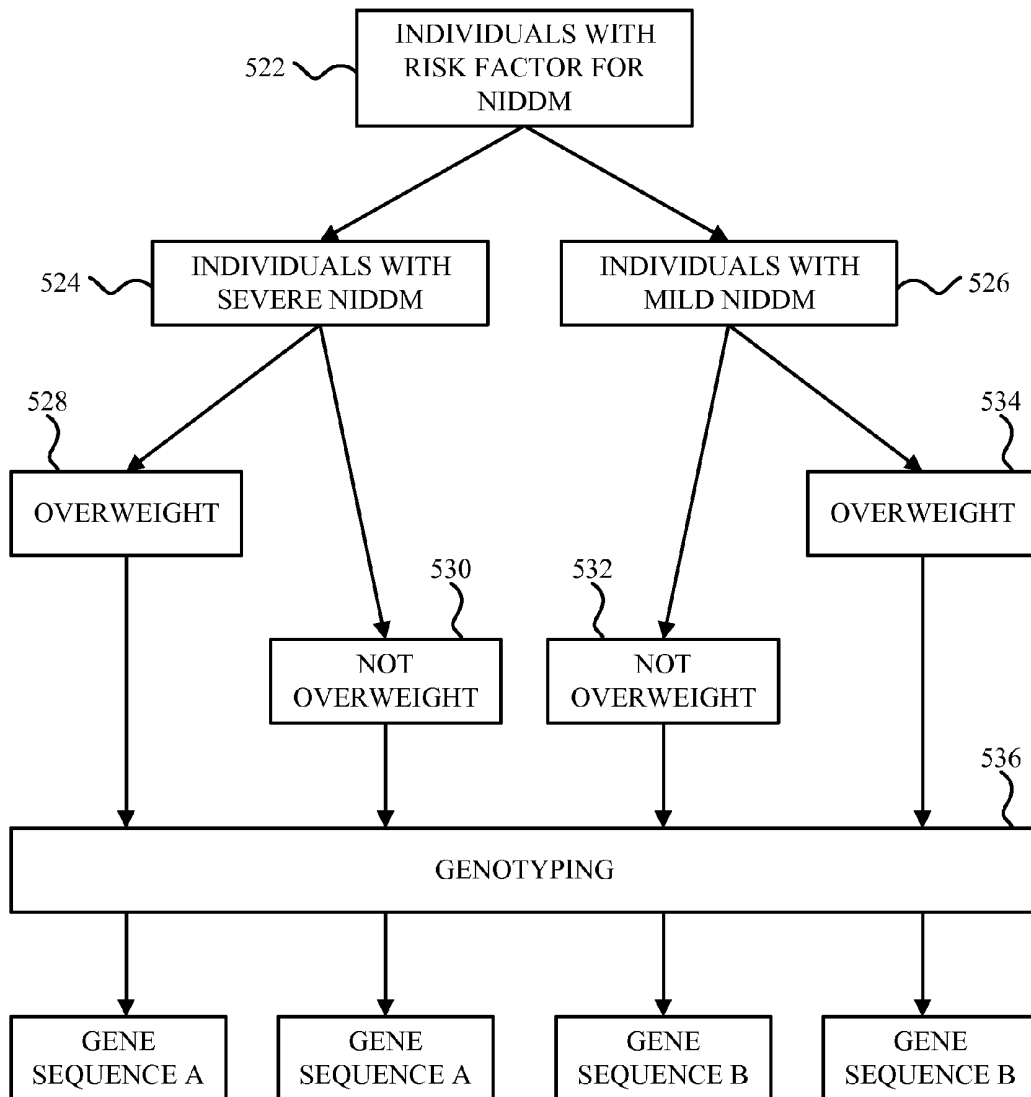 INDIVIDUALS WITH
RISK FACTOR FOR
NIDDM
522
INDIVIDUALS WITH
SEVERE NIDDM
524
INDIVIDUALS WITH
MILD NIDDM
526
528
OVERWEIGHT
534
OVERWEIGHT
530
NOT
OVERWEIGHT
532
NOT
OVERWEIGHT
536
GENOTYPING
GENE
SEQUENCE A
GENE
SEQUENCE A
GENE
SEQUENCE B
GENE
SEQUENCE B